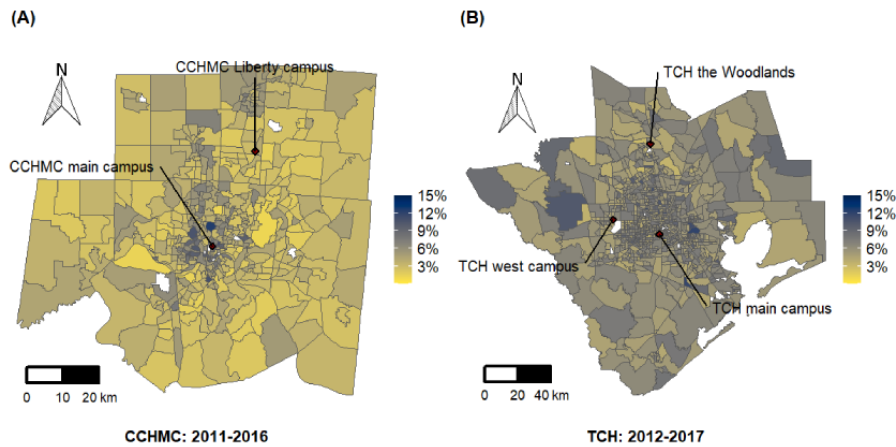 (A)
(B)
N
CCHMC Liberty campus
CCHMC main campus
15%
12%
9%
6%
3%
0 10 20 km
CCHMC: 2011-2016
N
TCH the Woodlands
TCH west campus
TCH main campus
15%
12%
9%
6%
3%
0 20 40 km
TCH: 2012-2017